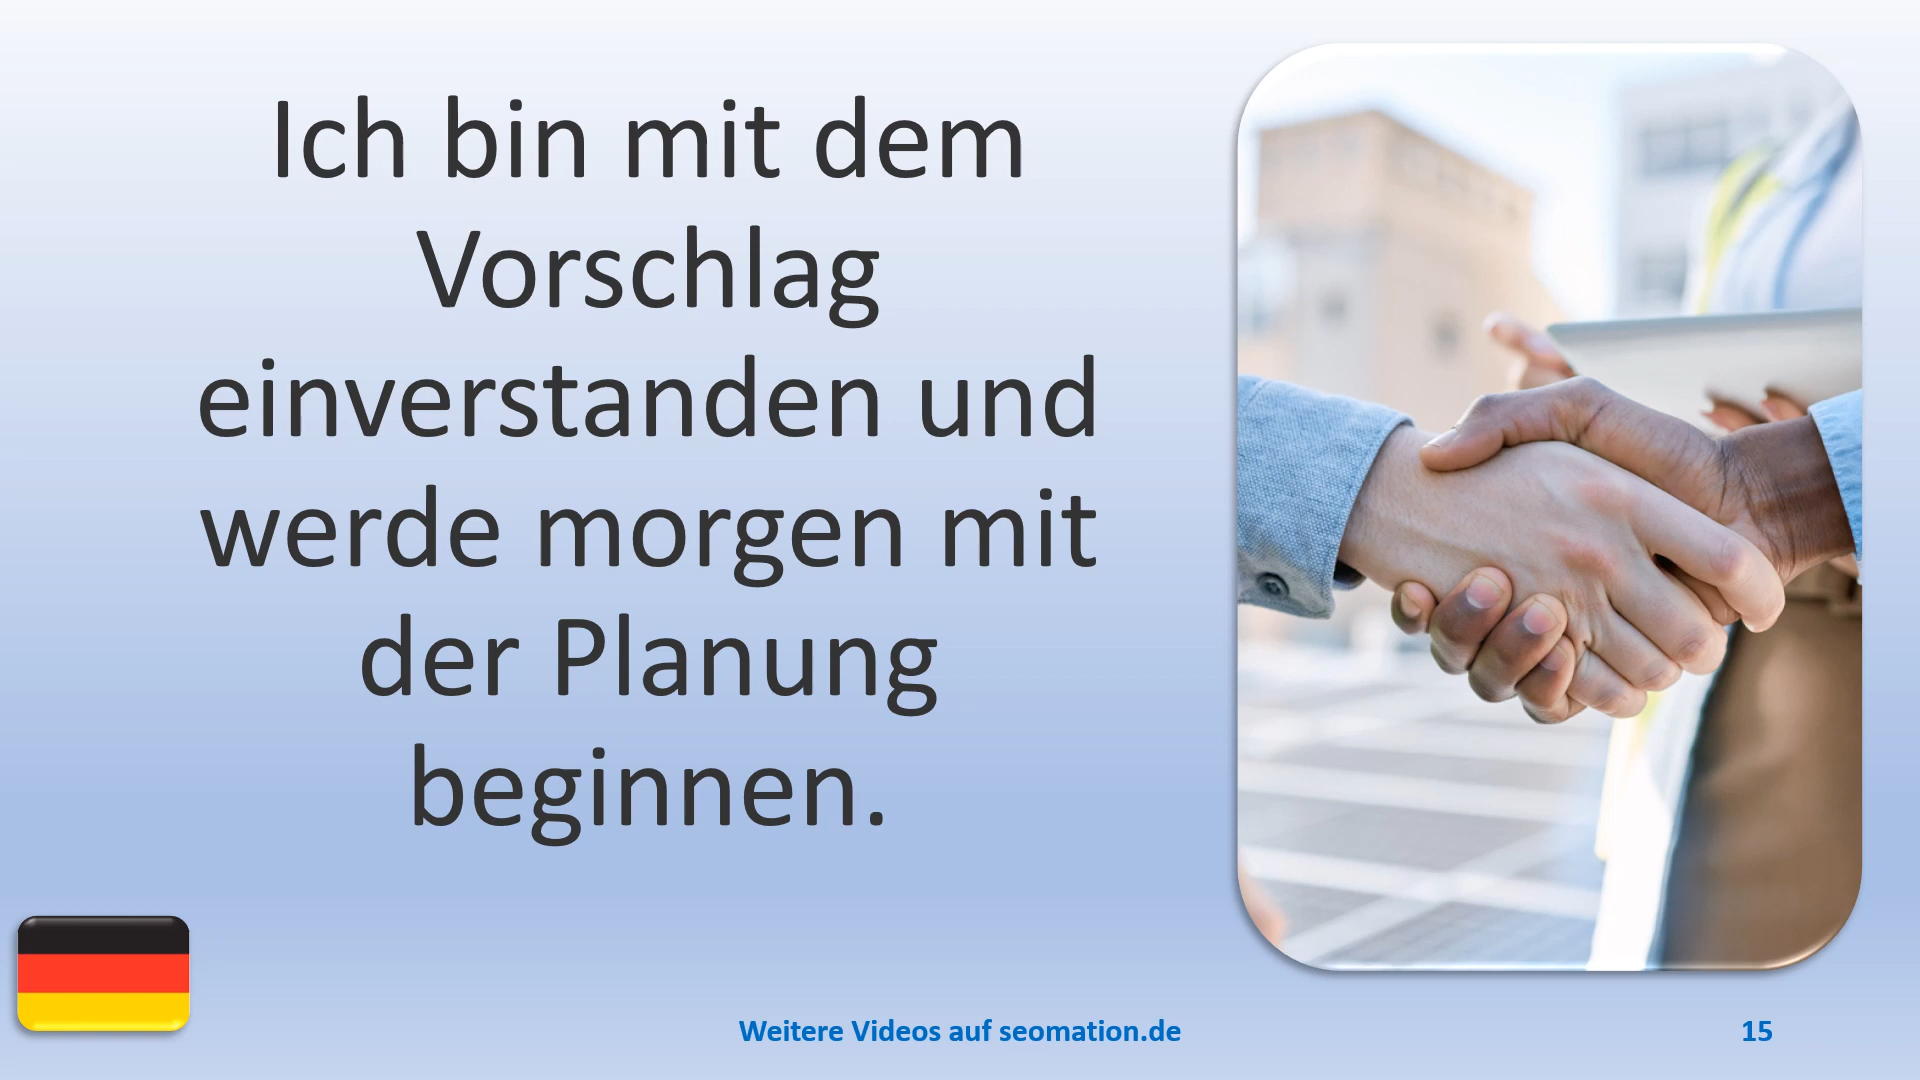 Ich bin mit dem
Vorschlag
einverstanden und
werde morgen mit
der Planung
beginnen.
Weitere Videos auf seomation.de
15